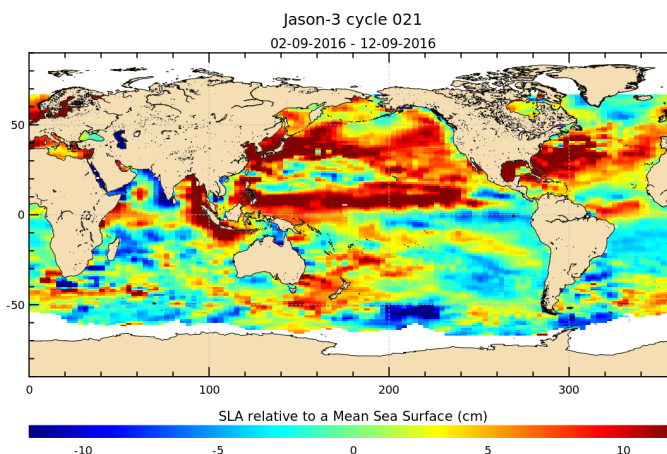 Jason-3 cycle 021
02-09-2016 - 12-09-2016
50
0
-50
0 100 200 300
SLA relative to a Mean Sea Surface (cm)
-10 -5 0 5 10